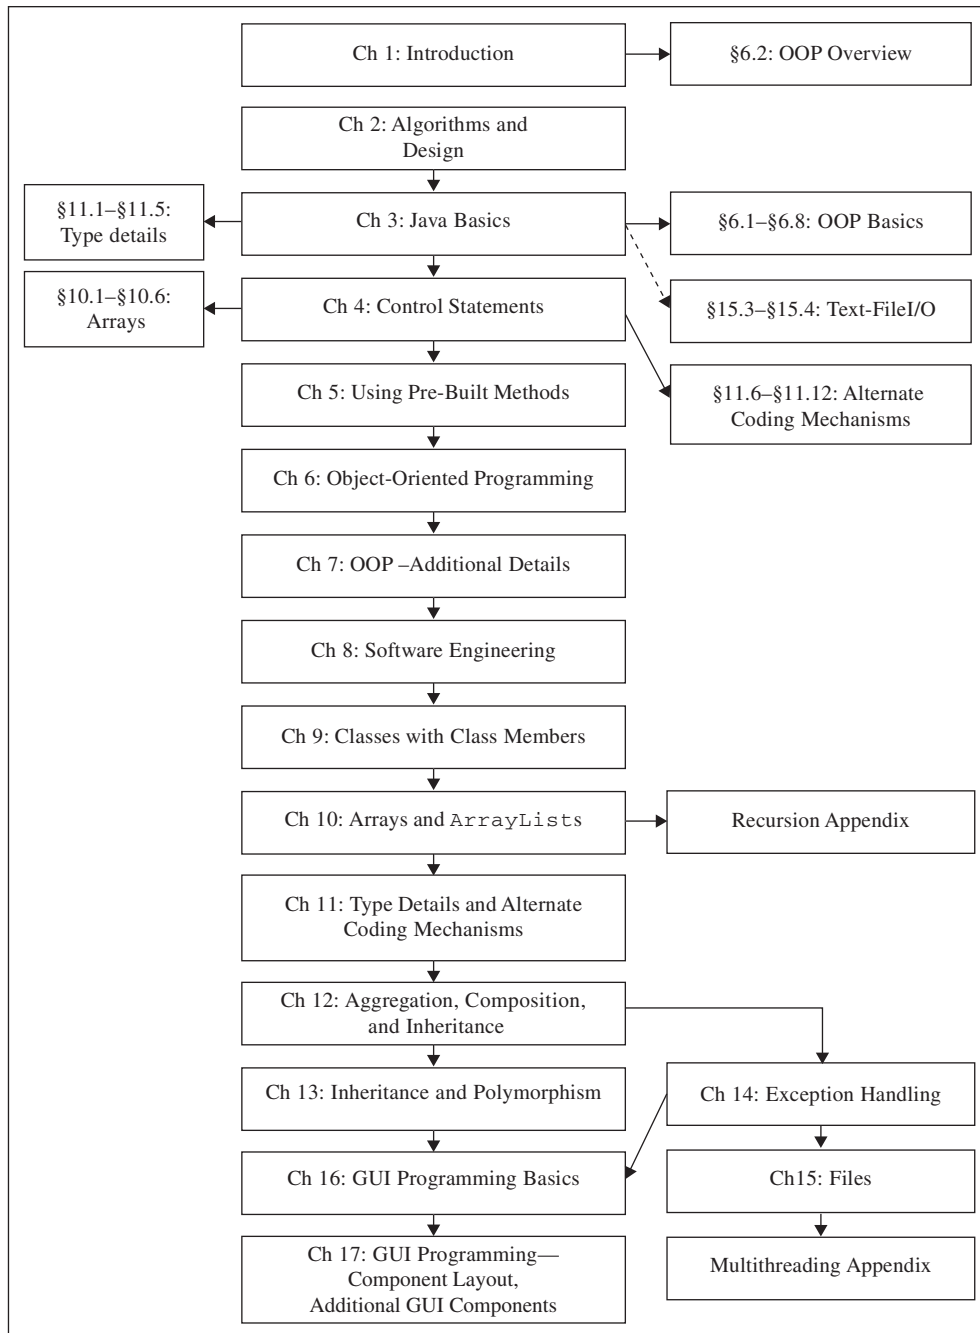 Ch 1: Introduction
§6.2: OOP Overview
Ch 2: Algorithms and
Design
§11.1–§11.5:
Type details
Ch 3: Java Basics
§6.1–§6.8: OOP Basics
§10.1–§10.6:
Arrays
Ch 4: Control Statements
§15.3–§15.4: Text-FileI/O
Ch 5: Using Pre-Built Methods
§11.6–§11.12: Alternate
Coding Mechanisms
Ch 6: Object-Oriented Programming
Ch 7: OOP –Additional Details
Ch 8: Software Engineering
Ch 9: Classes with Class Members
Ch 10: Arrays and ArrayLists
Recursion Appendix
Ch 11: Type Details and Alternate
Coding Mechanisms
Ch 12: Aggregation, Composition,
and Inheritance
Ch 13: Inheritance and Polymorphism
Ch 14: Exception Handling
Ch 16: GUI Programming Basics
Ch15: Files
Ch 17: GUI Programming—
Component Layout,
Additional GUI Components
Multithreading Appendix